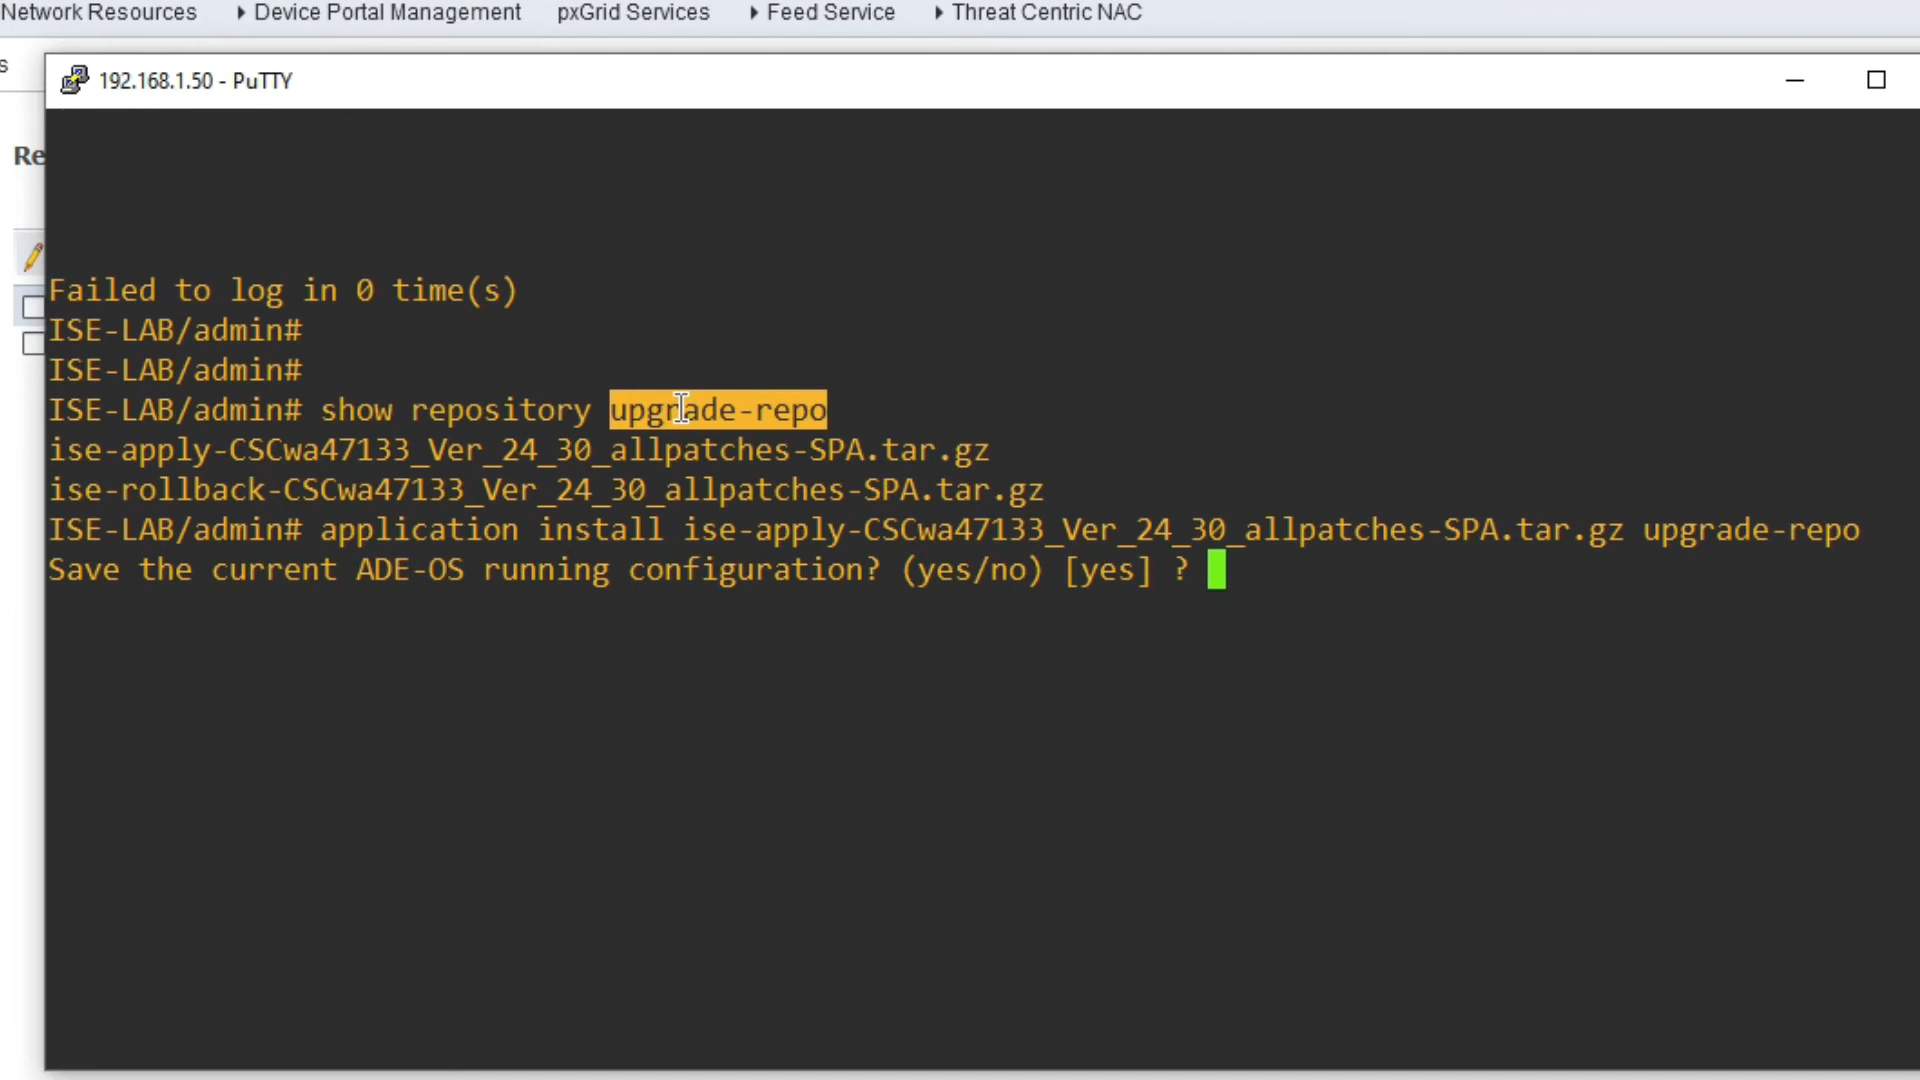 Network Resources Device Portal Management pxGrid Services Feed Service Threat Centric NAC
s
192.168.1.50 - PuTTY
Re
Failed to log in 0 time(s)
ISE-LAB/admin#
ISE-LAB/admin#
ISE-LAB/admin# show repository upgrade-repo
ise-apply-CSCwa47133_Ver_24_30_allpatches-SPA.tar.gz
ise-rollback-CSCwa47133_Ver_24_30_allpatches-SPA.tar.gz
ISE-LAB/admin# application install ise-apply-CSCwa47133_Ver_24_30_allpatches-SPA.tar.gz upgrade-repo
Save the current ADE-OS running configuration? (yes/no) [yes] ?